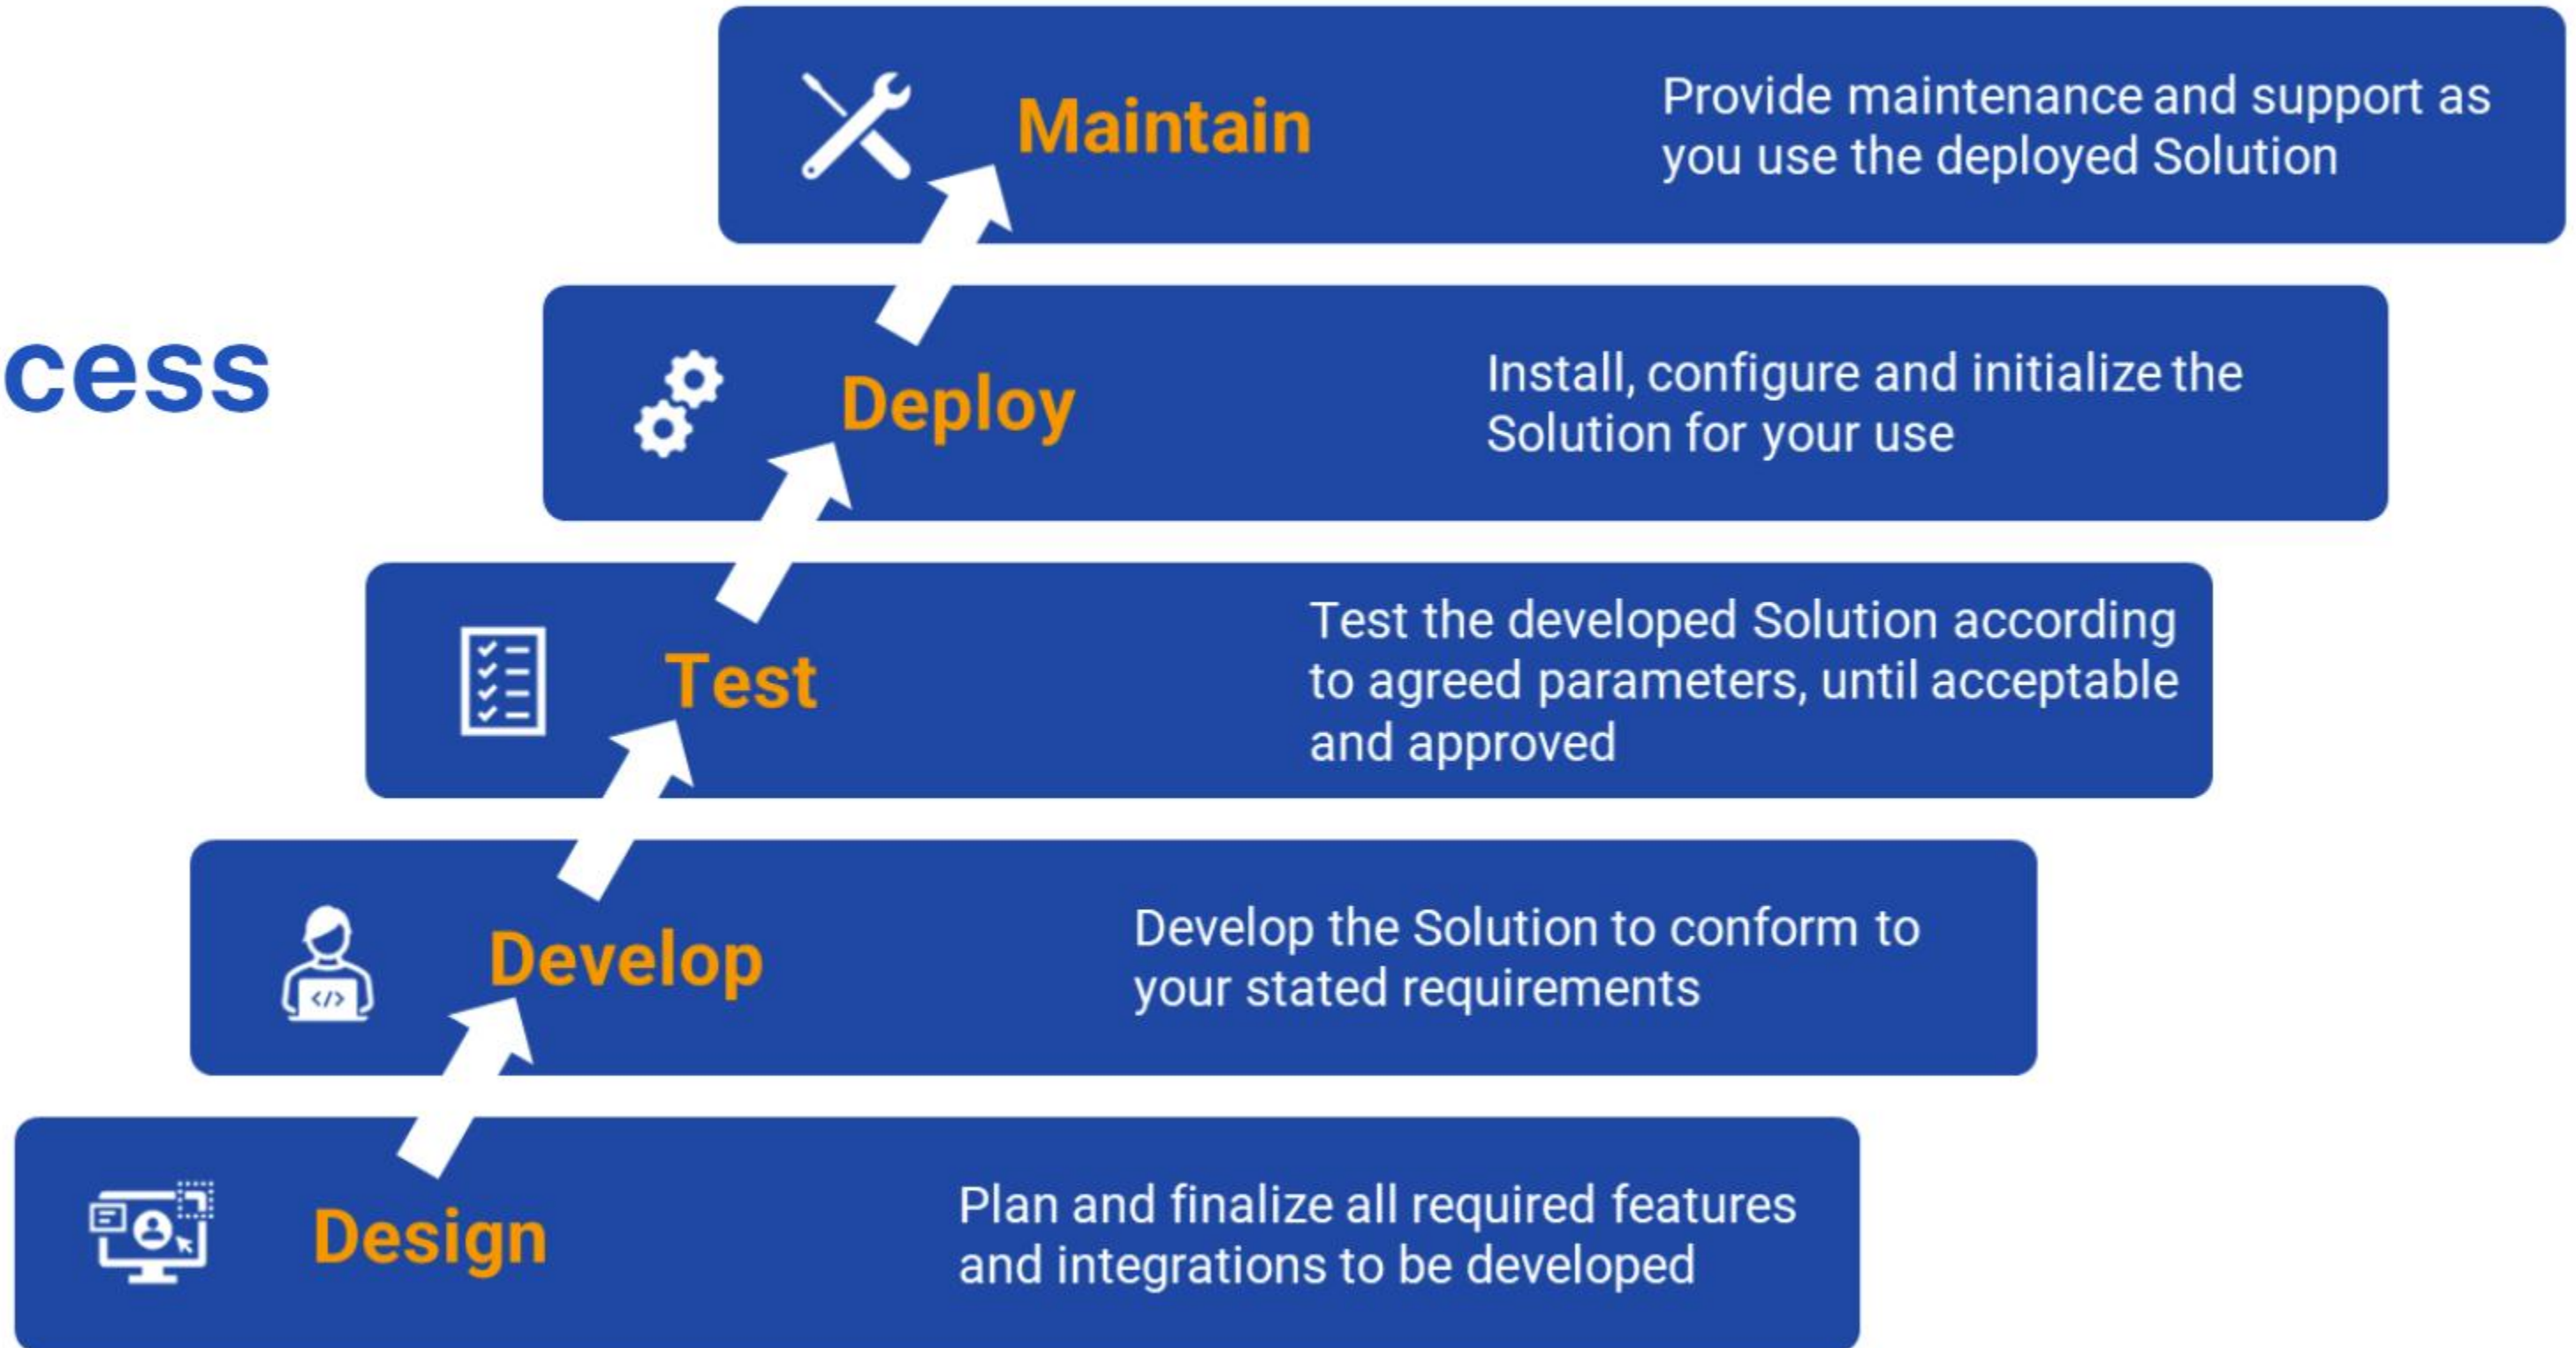 Maintain
Provide maintenance and support as
you use the deployed Solution
cess
Deploy
Install, configure and initialize the
Solution for your use
Test
Test the developed Solution according
to agreed parameters, until acceptable
and approved
Develop
Develop the Solution to conform to
your stated requirements
</>
Design
Plan and finalize all required features
and integrations to be developed